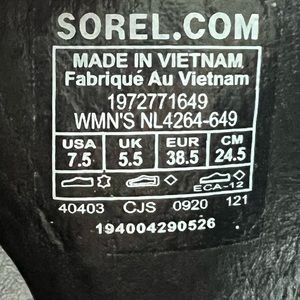 SOREL.COM
MADE IN VIETNAM
Fabriqué Au Vietnam
1972771649
WMN'S NL4264-649
USA UK EUR CM
7.5 5.5 38.5 24.5
ECA-12
40403 CJS 0920 121
194004290526